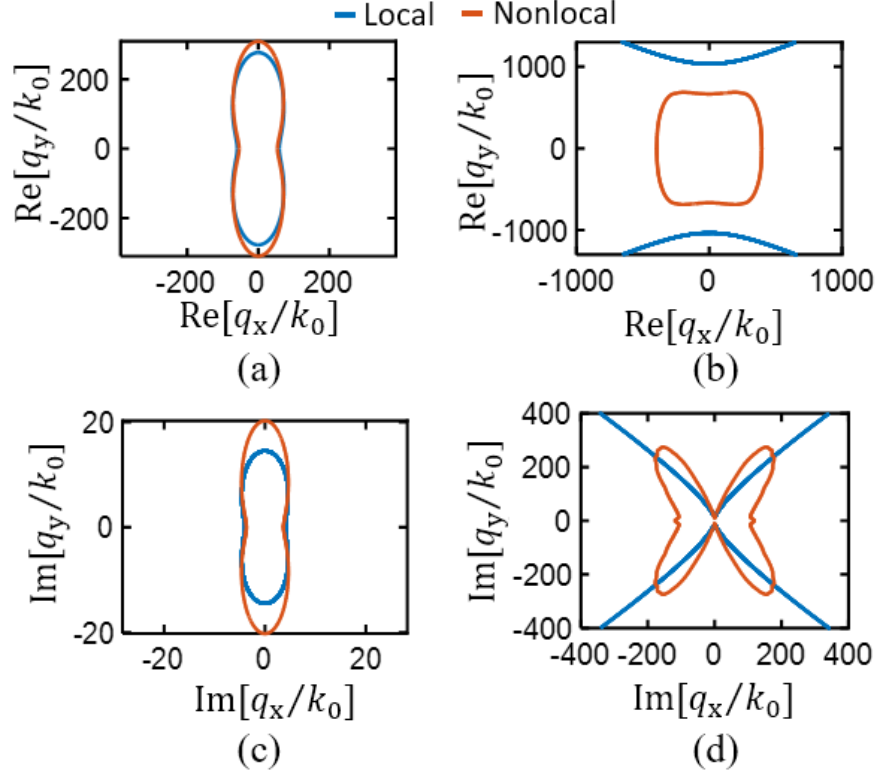 Local Nonlocal
Re[q_y/k_0]
200
0
-200
-200 0 200
Re[q_x/k_0]
(a)
Re[q_y/k_0]
1000
0
-1000
-1000 0 1000
Re[q_x/k_0]
(b)
Im[q_y/k_0]
20
0
-20
-20 0 20
Im[q_x/k_0]
(c)
Im[q_y/k_0]
400
200
0
-200
-400
-400 -200 0 200 400
Im[q_x/k_0]
(d)